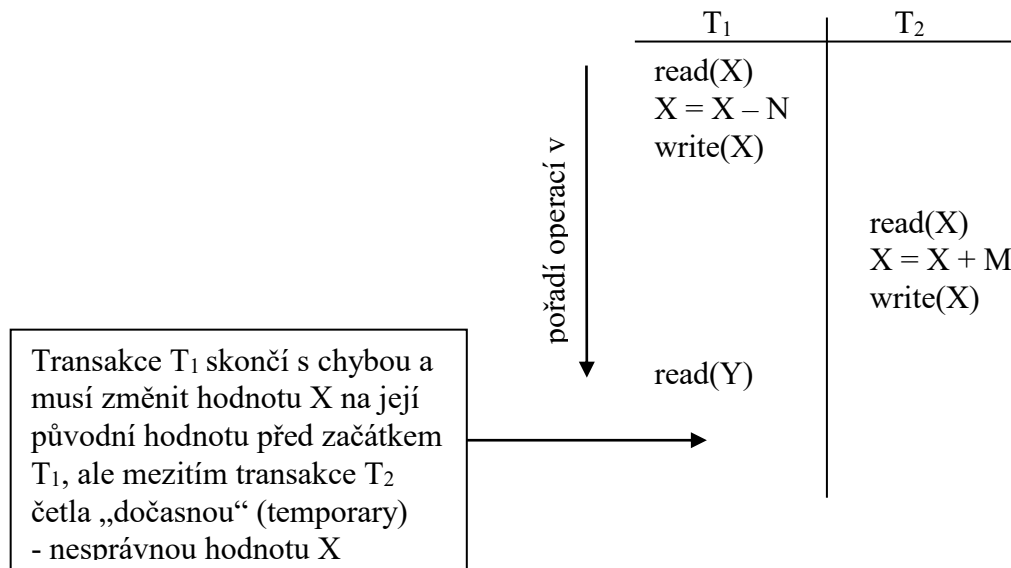 T1
T2
read(X)
X = X – N
write(X)
pořadí operací v
read(X)
X = X + M
write(X)
read(Y)
Transakce T1 skončí s chybou a
musí změnit hodnotu X na její
původní hodnotu před začátkem
T1, ale mezitím transakce T2
četla „dočasnou“ (temporary)
- nesprávnou hodnotu X